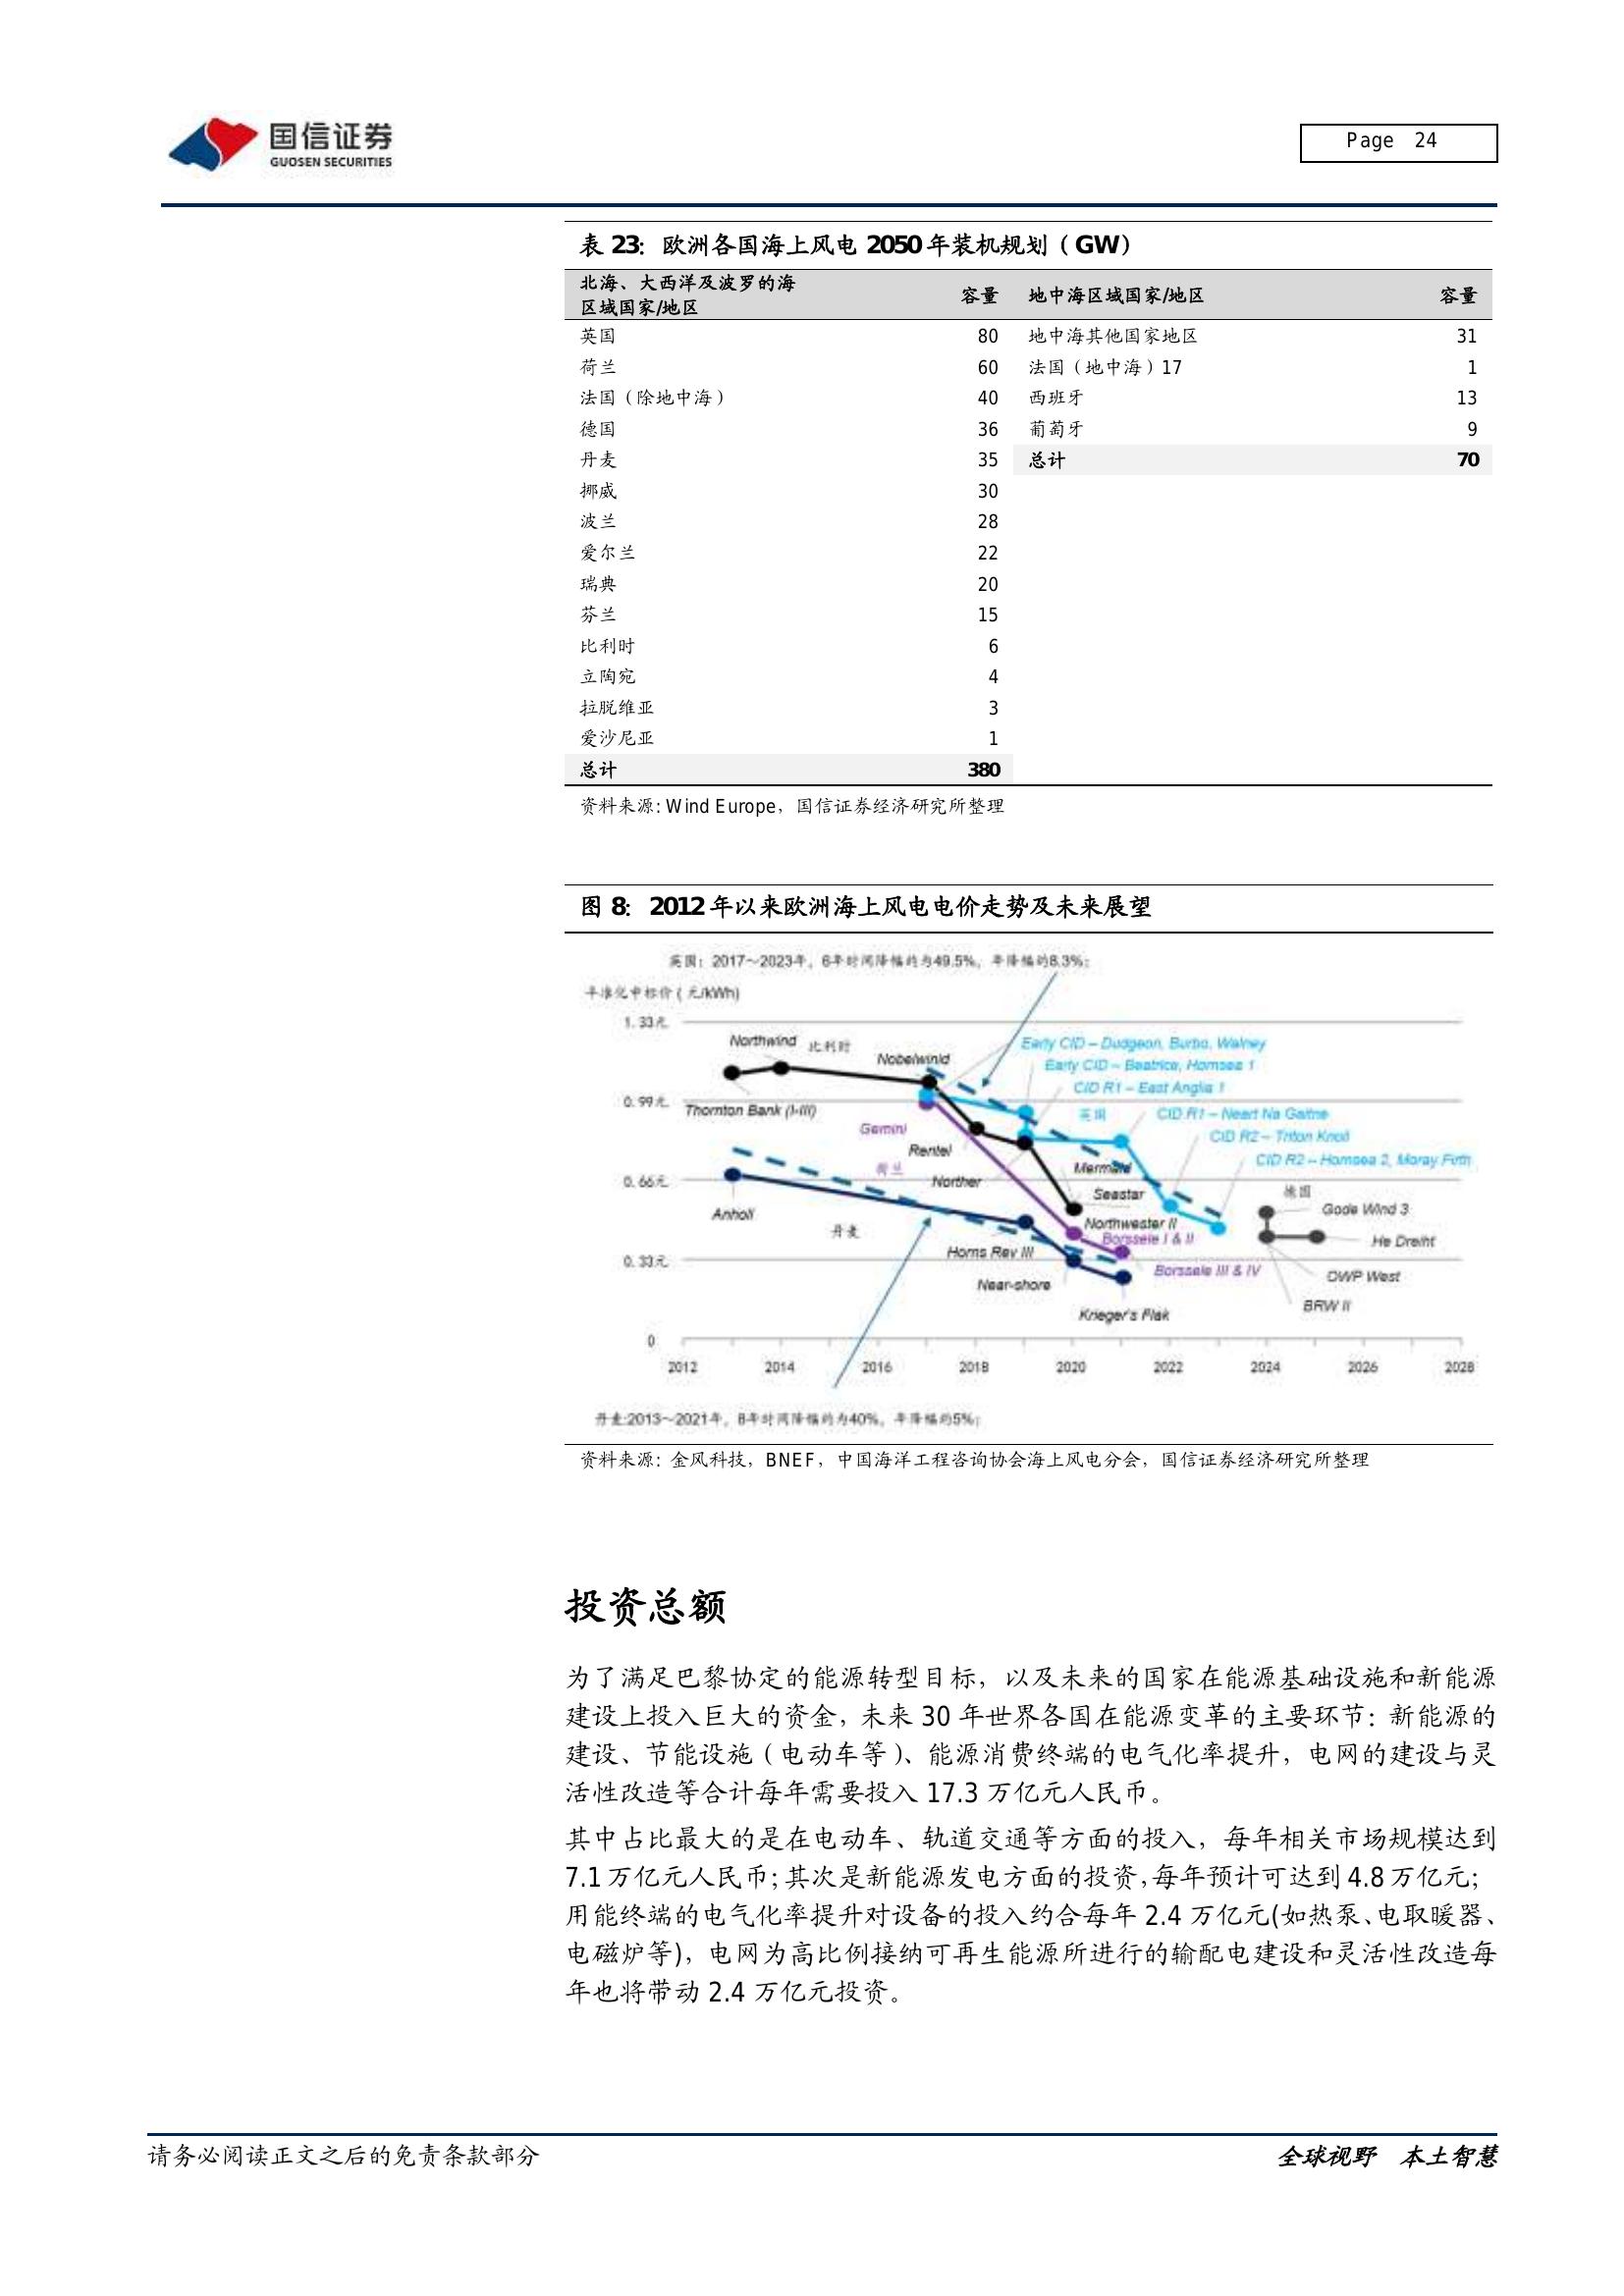 国信证券
GUOSEN SECURITIES
Page 24
表 23: 欧洲各国海上风电 2050 年装机规划（GW）
北海、大西洋及波罗的海
区域国家/地区 容量 地中海区域国家/地区 容量
英国 80 地中海其他国家地区 31
荷兰 60 法国（地中海）17 1
法国（除地中海） 40 西班牙 13
德国 36 葡萄牙 9
丹麦 35 总计 70
挪威 30
波兰 28
爱尔兰 22
瑞典 20
芬兰 15
比利时 6
立陶宛 4
拉脱维亚 3
爱沙尼亚 1
总计 380
资料来源: Wind Europe，国信证券经济研究所整理
图 8: 2012 年以来欧洲海上风电电价走势及未来展望
英国：2017～2023年，6年时间降幅约为49.5%，年降幅约8.3%；
平准化中标价（元/kWh)
1.33元
Northwind 比利时
Nobelwinld
Early CID – Dudgeon, Burbo, Walney
Early CID – Beatrice, Hornsea 1
CID R1 – East Anglia 1
0.99元
Thornton Bank (I-III)
英国
CID R1 – Neart Na Gaitne
Gemini
CID R2 – Triton Knoll
Rentel
CID R2 – Hornsea 2, Moray Firth
荷兰
Mermaid
0.66元
Norther
Seastar
德国
Anholt
Gode Wind 3
Northwester II
丹麦
Borssele I & II
He Dreiht
Horns Rev III
0.33元
Borssele III & IV
OWP West
Near-shore
BRW II
Krieger's Flak
0
2012 2014 2016 2018 2020 2022 2024 2026 2028
丹麦:2013～2021年，8年时间降幅约为40%，年降幅约5%；
资料来源: 金风科技，BNEF，中国海洋工程咨询协会海上风电分会，国信证券经济研究所整理
投资总额
为了满足巴黎协定的能源转型目标，以及未来的国家在能源基础设施和新能源
建设上投入巨大的资金，未来 30 年世界各国在能源变革的主要环节：新能源的
建设、节能设施（电动车等）、能源消费终端的电气化率提升，电网的建设与灵
活性改造等合计每年需要投入 17.3 万亿元人民币。
其中占比最大的是在电动车、轨道交通等方面的投入，每年相关市场规模达到
7.1 万亿元人民币；其次是新能源发电方面的投资，每年预计可达到 4.8 万亿元；
用能终端的电气化率提升对设备的投入约合每年 2.4 万亿元(如热泵、电取暖器、
电磁炉等)，电网为高比例接纳可再生能源所进行的输配电建设和灵活性改造每
年也将带动 2.4 万亿元投资。
请务必阅读正文之后的免责条款部分
全球视野 本土智慧